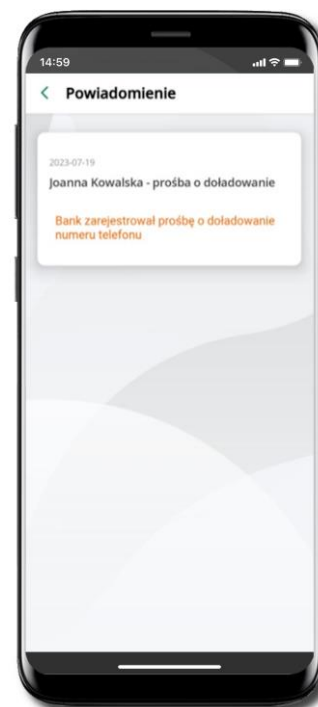 14:59
Powiadomienie
2023-07-19
Joanna Kowalska - prośba o doładowanie
Bank zarejestrował prośbę o doładowanie
numeru telefonu